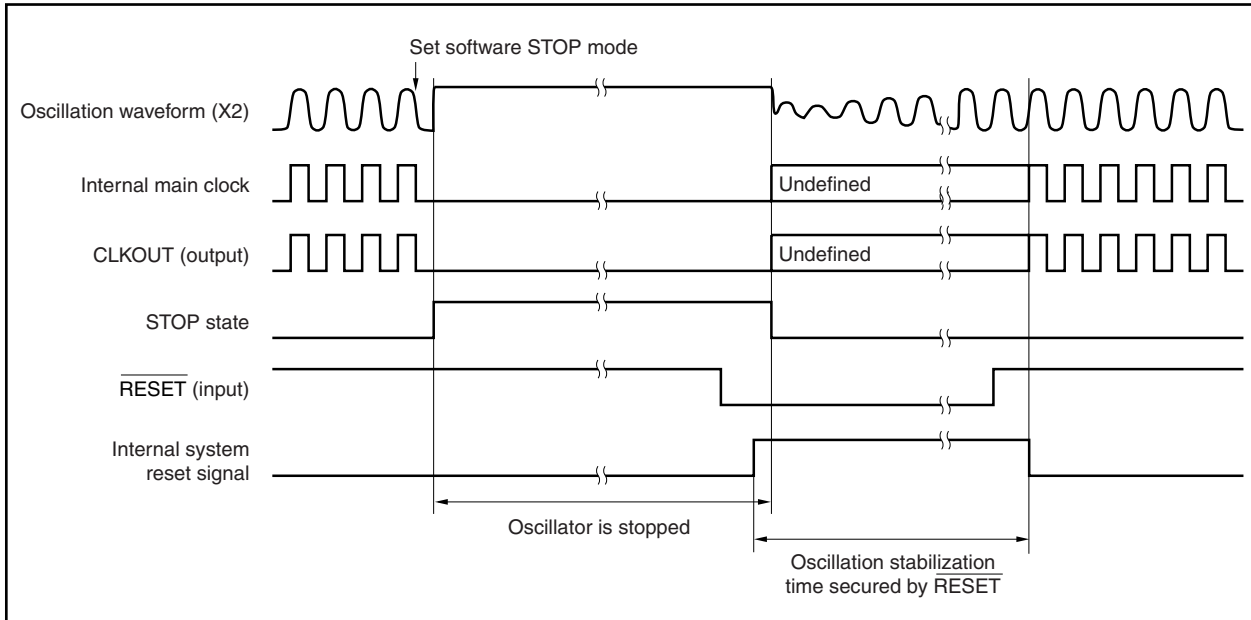 Set software STOP mode
Oscillation waveform (X2)
Internal main clock
Undefined
CLKOUT (output)
Undefined
STOP state
RESET (input)
Internal system
reset signal
Oscillator is stopped
Oscillation stabilization
time secured by RESET